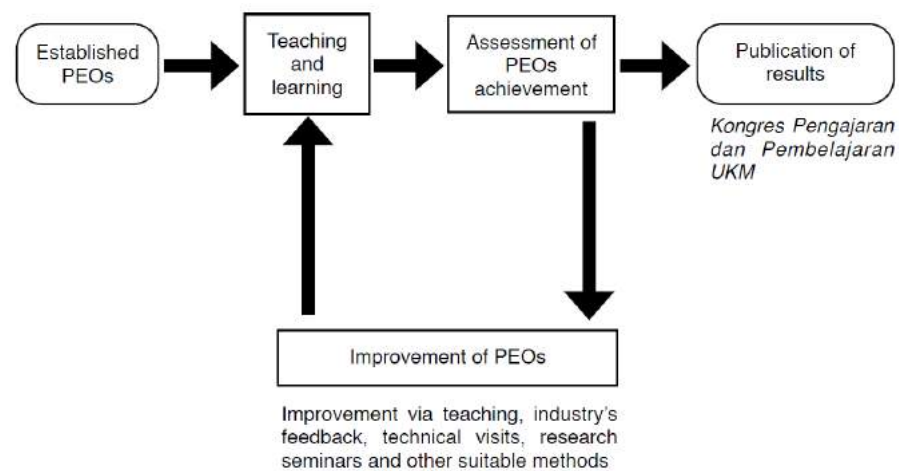 Established
PEOs
Teaching
and
learning
Assessment of
PEOs
achievement
Publication of
results
Kongres Pengajaran
dan Pembelajaran
UKM
Improvement of PEOs
Improvement via teaching, industry's
feedback, technical visits, research
seminars and other suitable methods